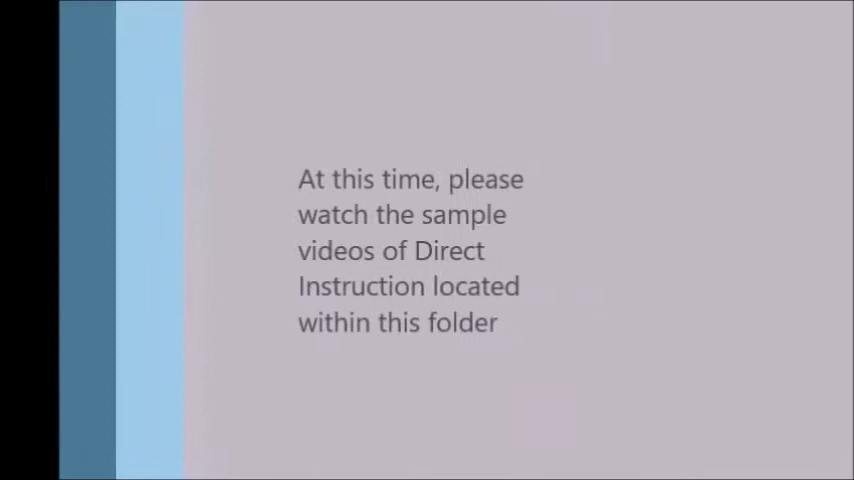 At this time, please
watch the sample
videos of Direct
Instruction located
within this folder